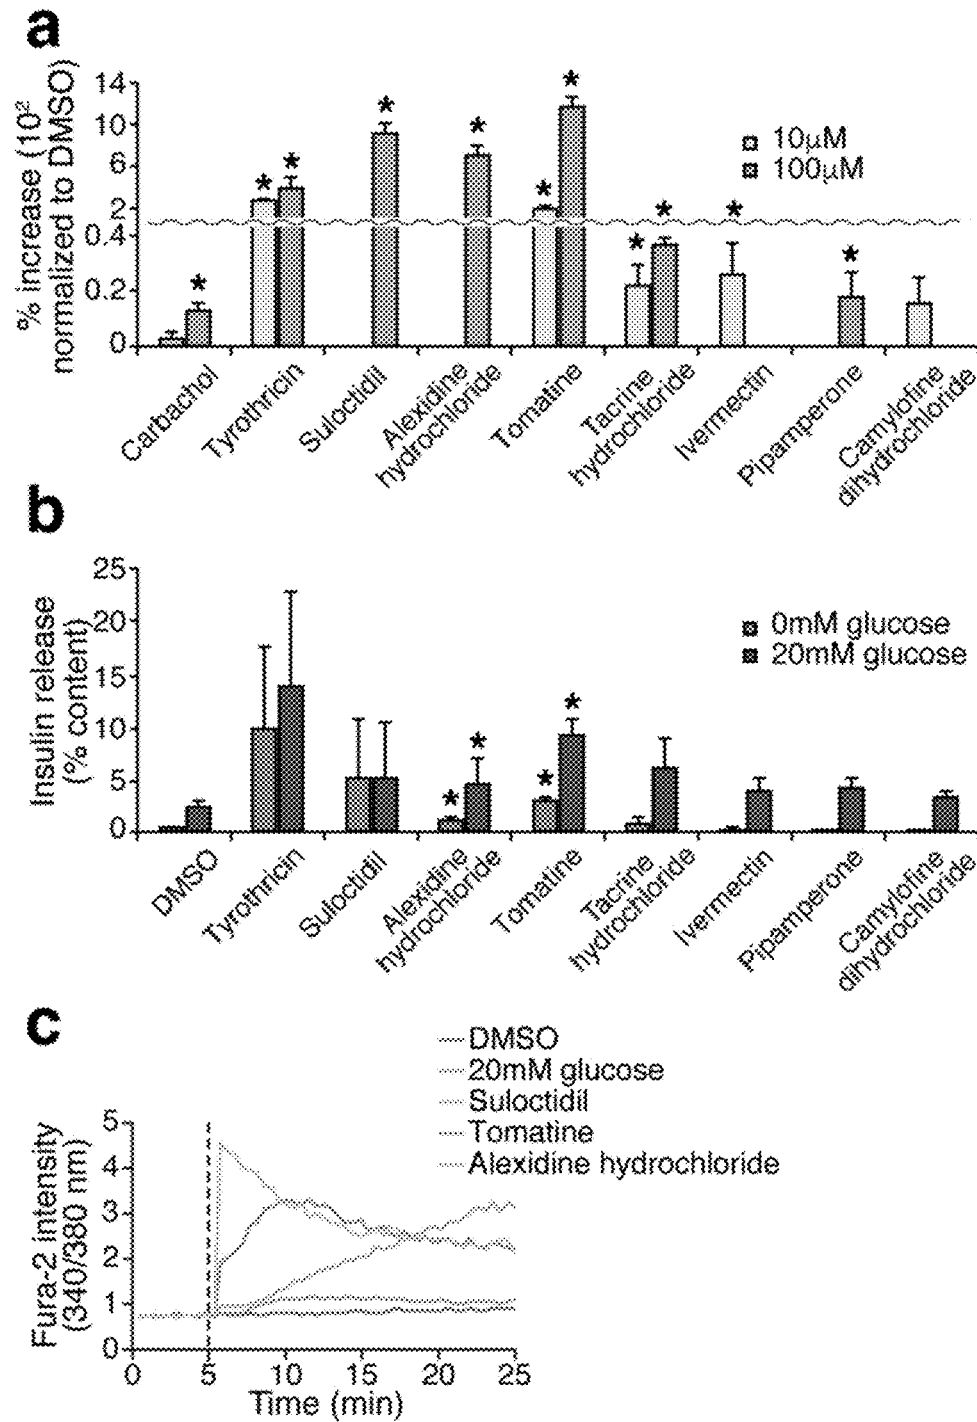 a
% increase (10²
normalized to DMSO)
14
10
6
2
0.4
0.2
0
* * * * * * * * * * *
10µM
100µM
Carbachol
Tyrothricin
Suloctidil
Alexidine
hydrochloride
Tomatine
Tacrine
hydrochloride
Ivermectin
Pipamperone
Camylofine
dihydrochloride
b
Insulin release
(% content)
25
20
15
10
5
0
* * * *
0mM glucose
20mM glucose
DMSO
Tyrothricin
Suloctidil
Alexidine
hydrochloride
Tomatine
Tacrine
hydrochloride
Ivermectin
Pipamperone
Camylofine
dihydrochloride
c
DMSO
20mM glucose
Suloctidil
Tomatine
Alexidine hydrochloride
Fura-2 intensity
(340/380 nm)
5
4
3
2
1
0
0 5 10 15 20 25
Time (min)